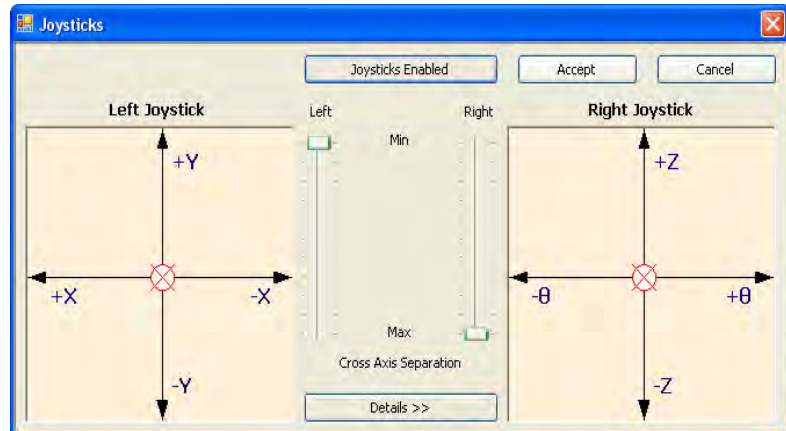 Joysticks
Joysticks Enabled
Accept
Cancel
Left Joystick
Left
Right
Right Joystick
Min
+Y
+Z
+X
-X
-θ
+θ
Max
Cross Axis Separation
-Y
-Z
Details >>